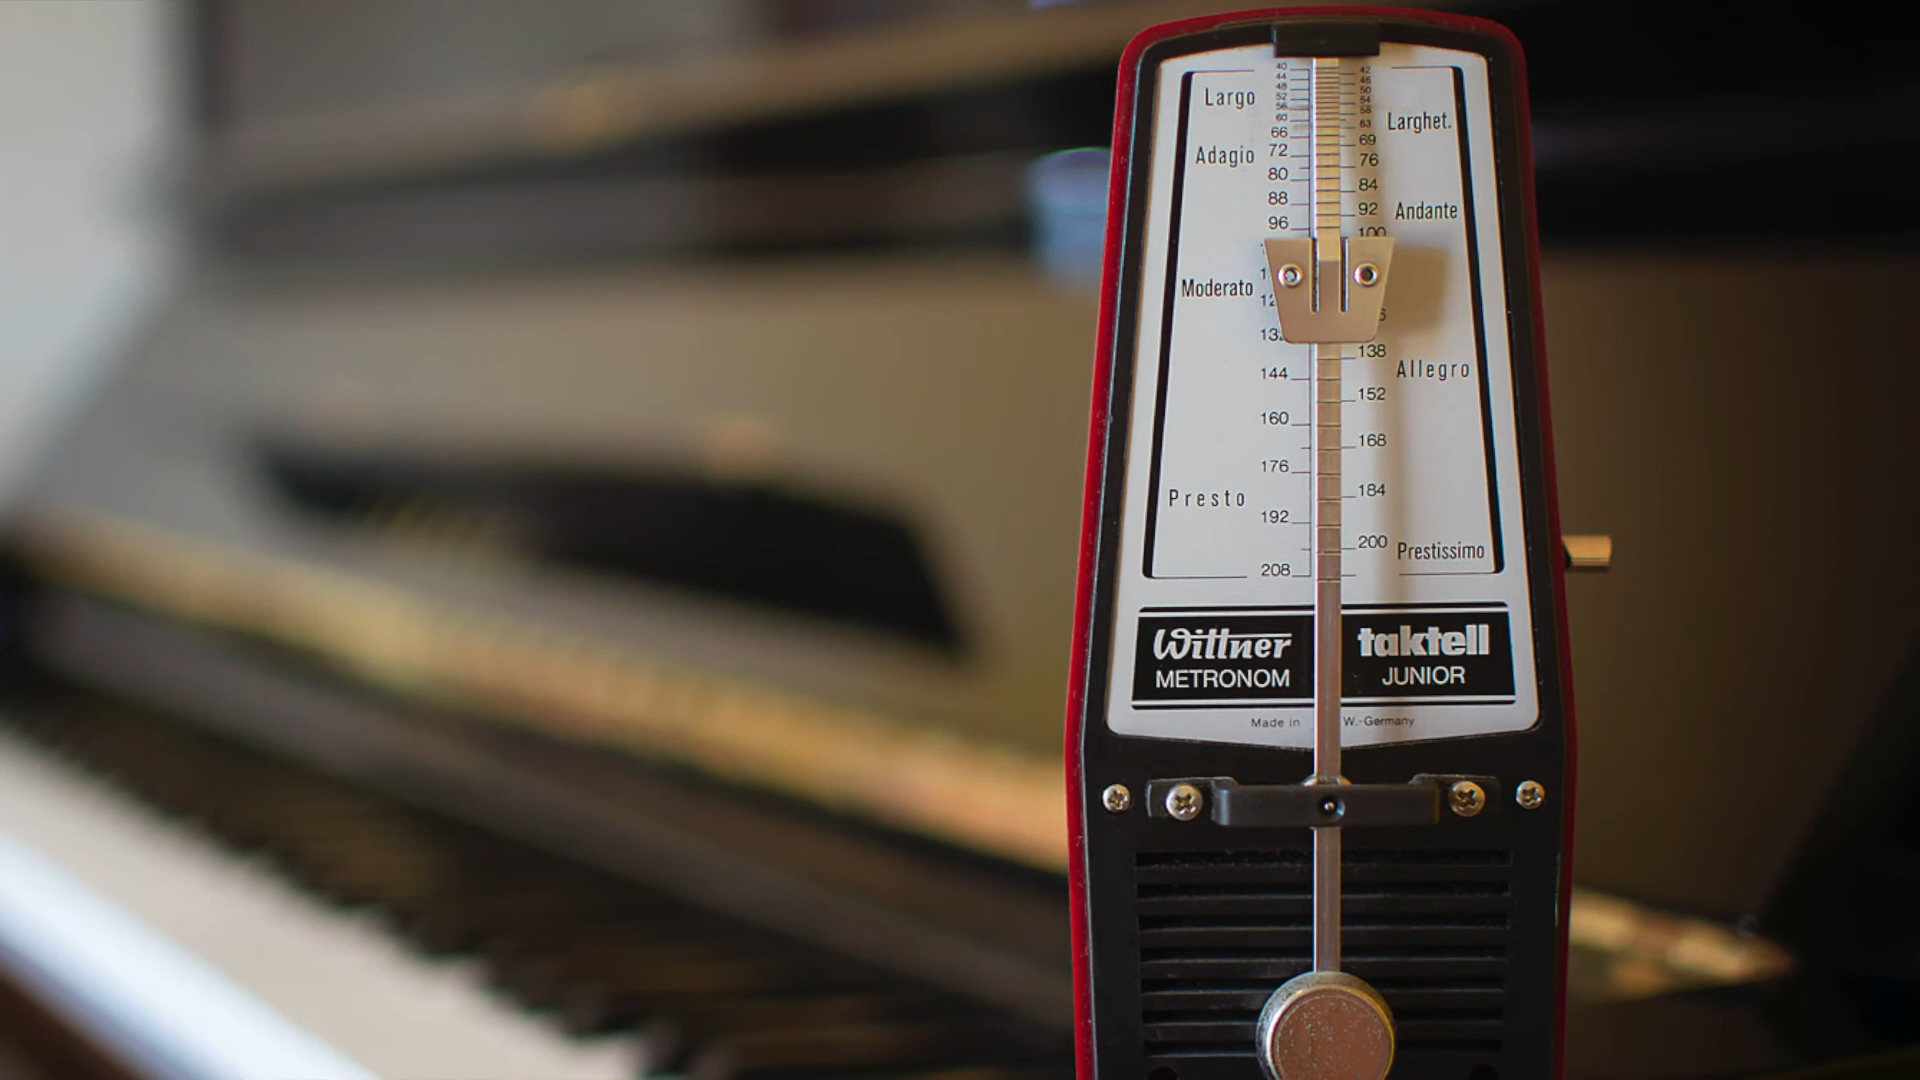 40 42
44 46
48 50
52 54
56 58
60 63
Largo
Larghet.
66 69
Adagio
72 76
80 84
88 92
Andante
96 100
Moderato
138
Allegro
144 152
160 168
176 184
Presto
192 200
Prestissimo
208
Wittner
METRONOM
taktell
JUNIOR
Made in W.-Germany